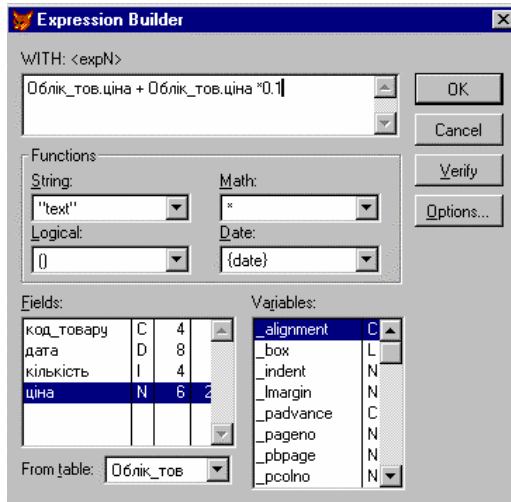 Expression Builder
WITH: <expN>
Облік_тов.ціна + Облік_тов.ціна *0.1
OK
Cancel
Verify
Options...
Functions
String:
Math:
"text"
*
Logical:
Date:
()
{date}
Fields:
Variables:
код_товару C 4
дата D 8
кількість I 4
ціна N 6 2
_alignment C
_box L
_indent N
_lmargin N
_padvance C
_pageno N
_pbpage N
_pcolno N
From table: Облік_тов